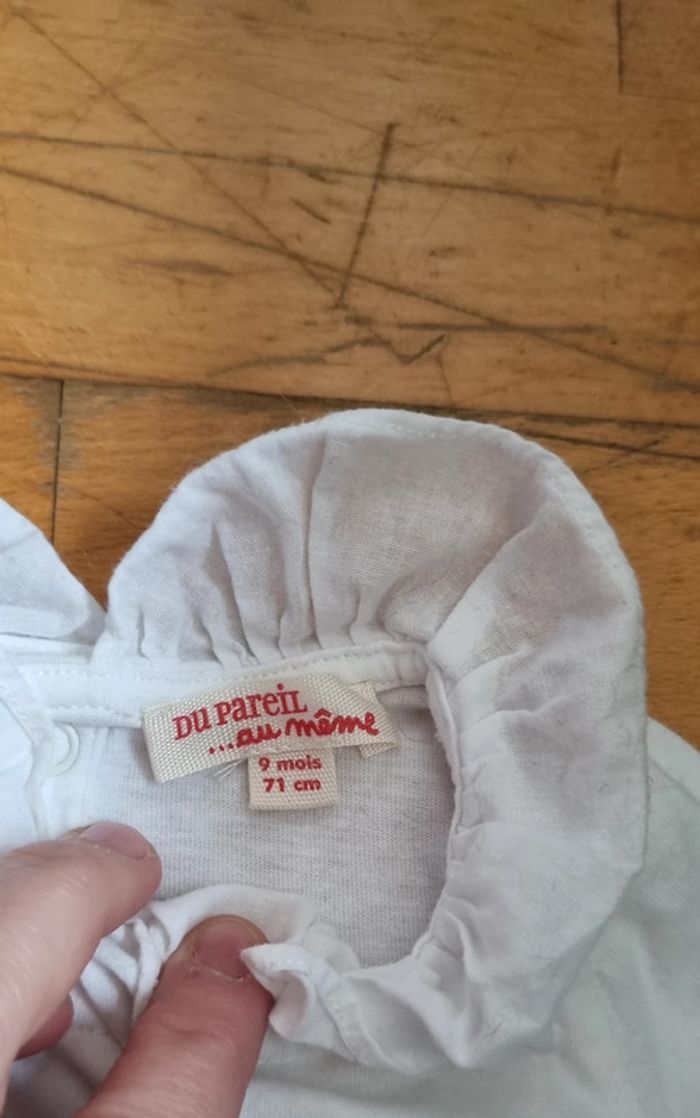 DU PAREIL
...au même
9 mois
71 cm